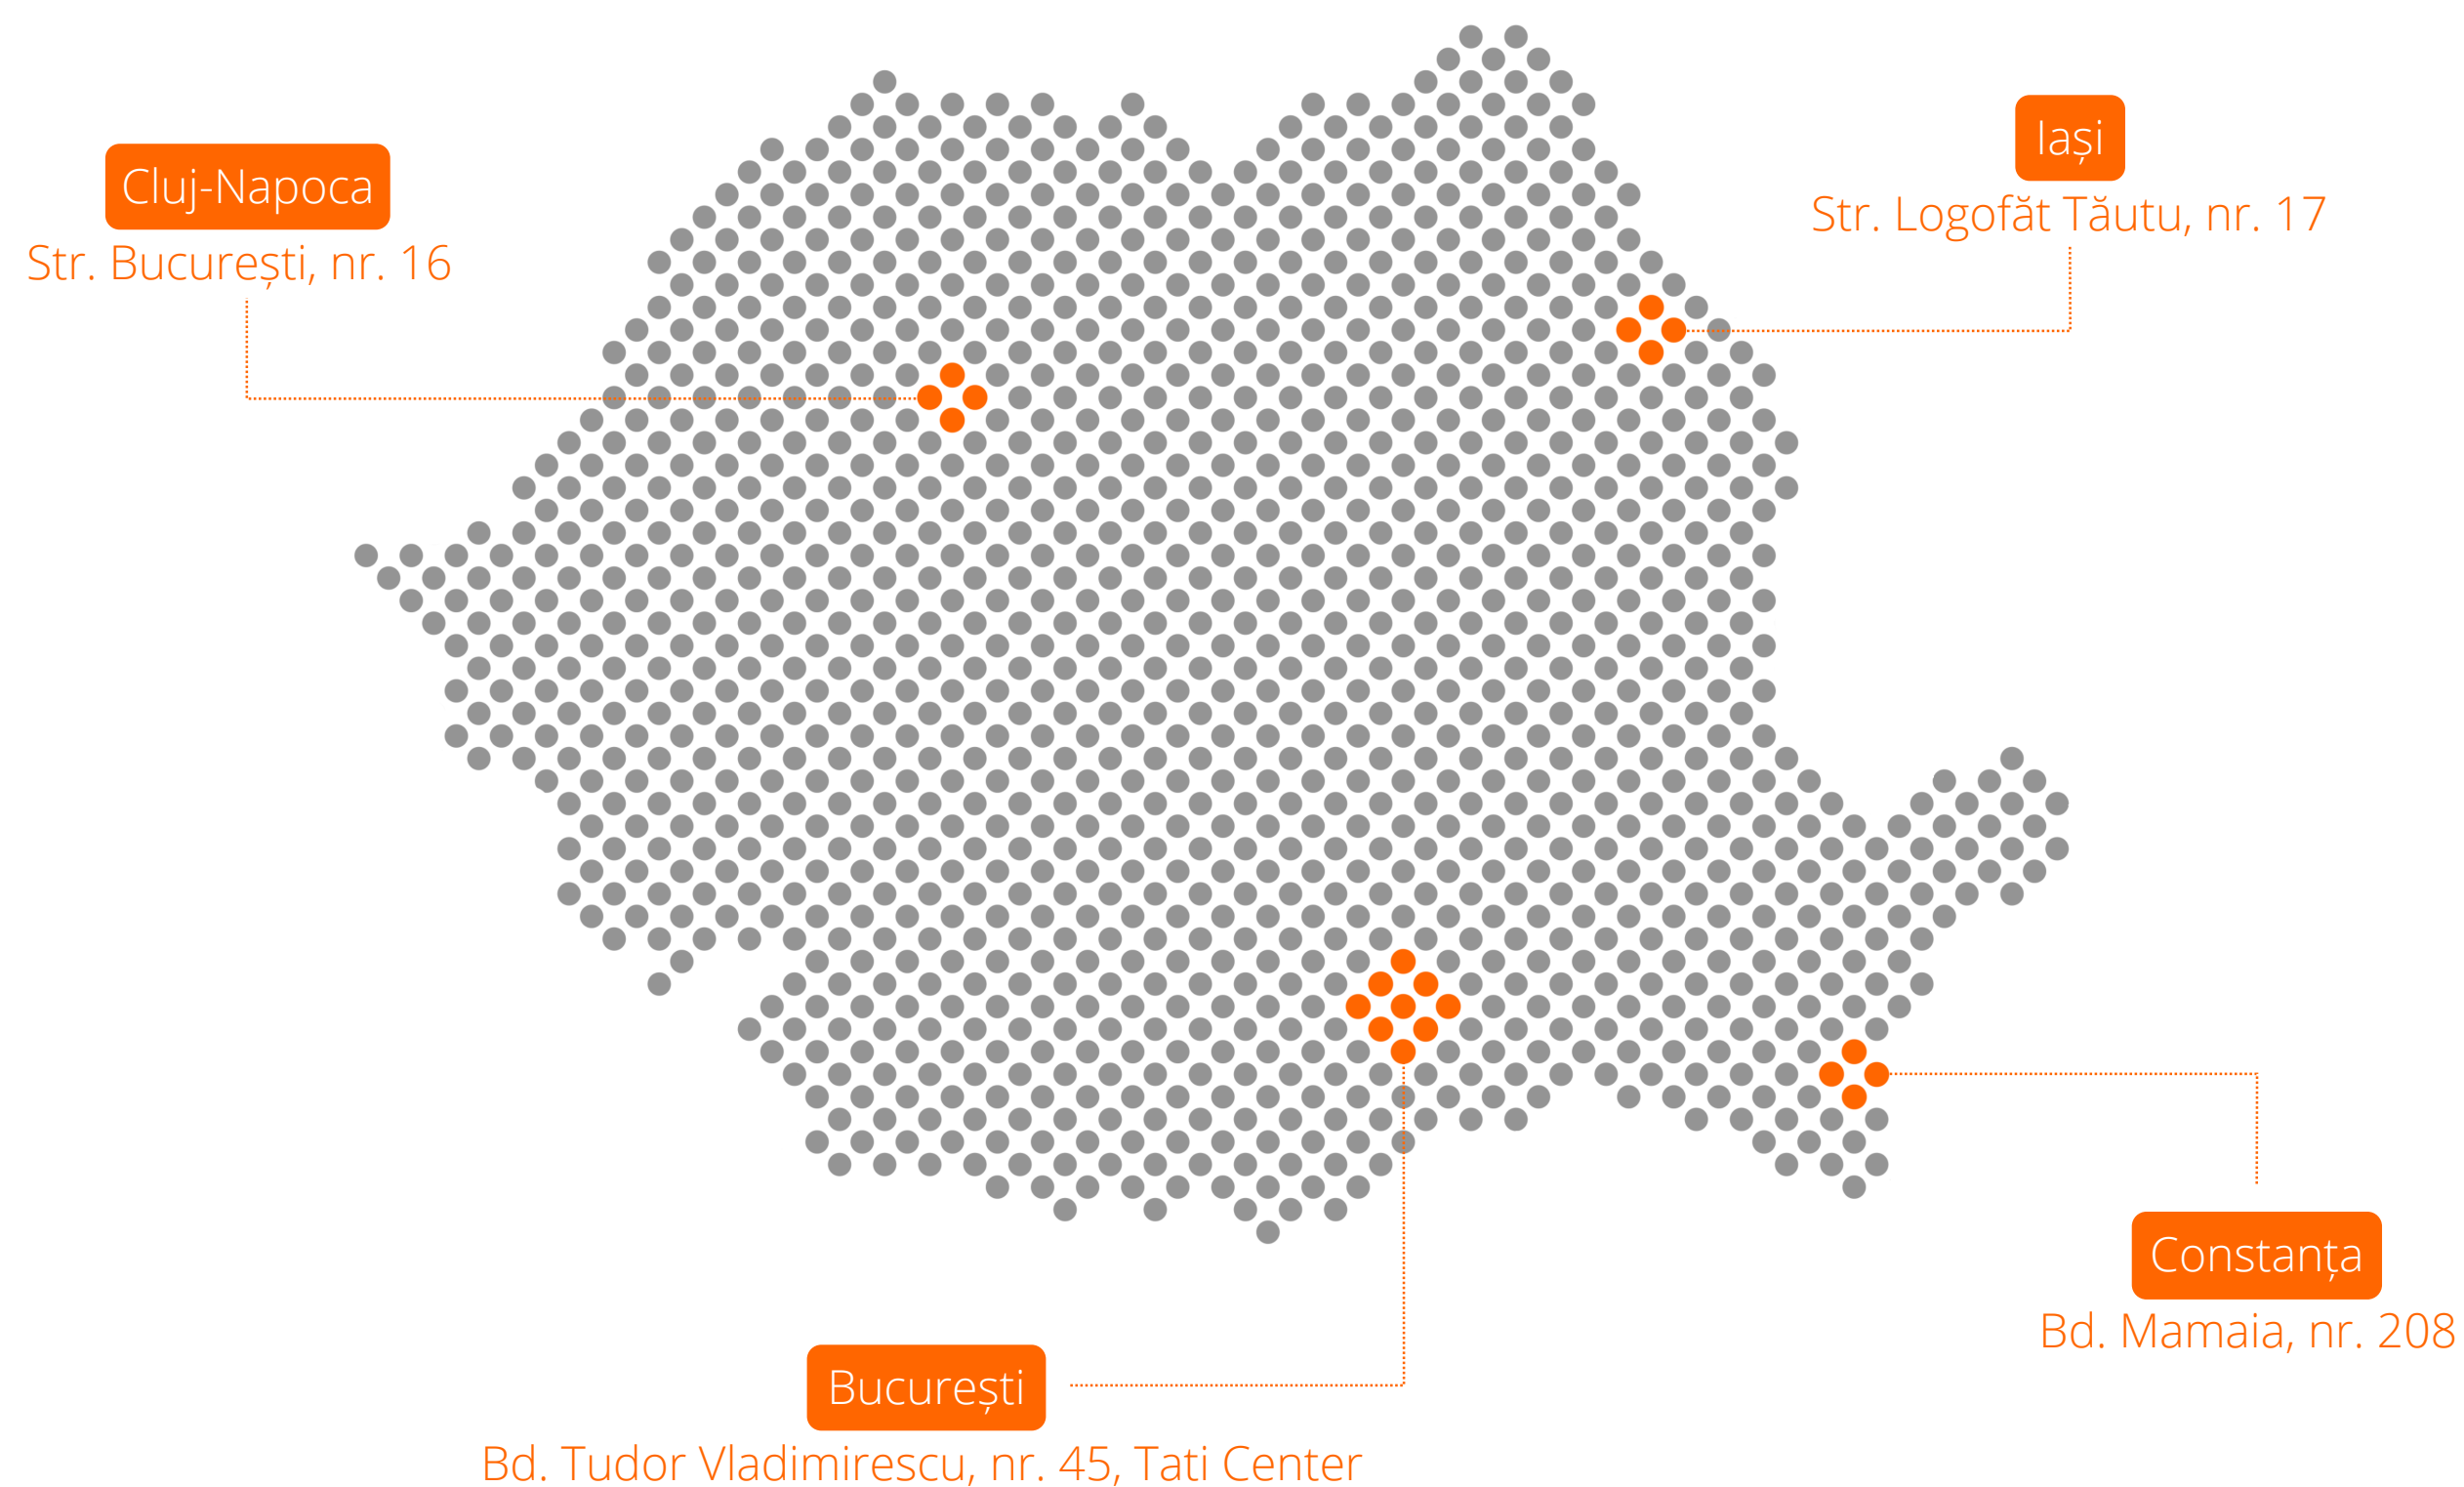 Cluj-Napoca
Str. București, nr. 16
Iași
Str. Logofăt Tăutu, nr. 17
Constanța
Bd. Mamaia, nr. 208
București
Bd. Tudor Vladimirescu, nr. 45, Tati Center